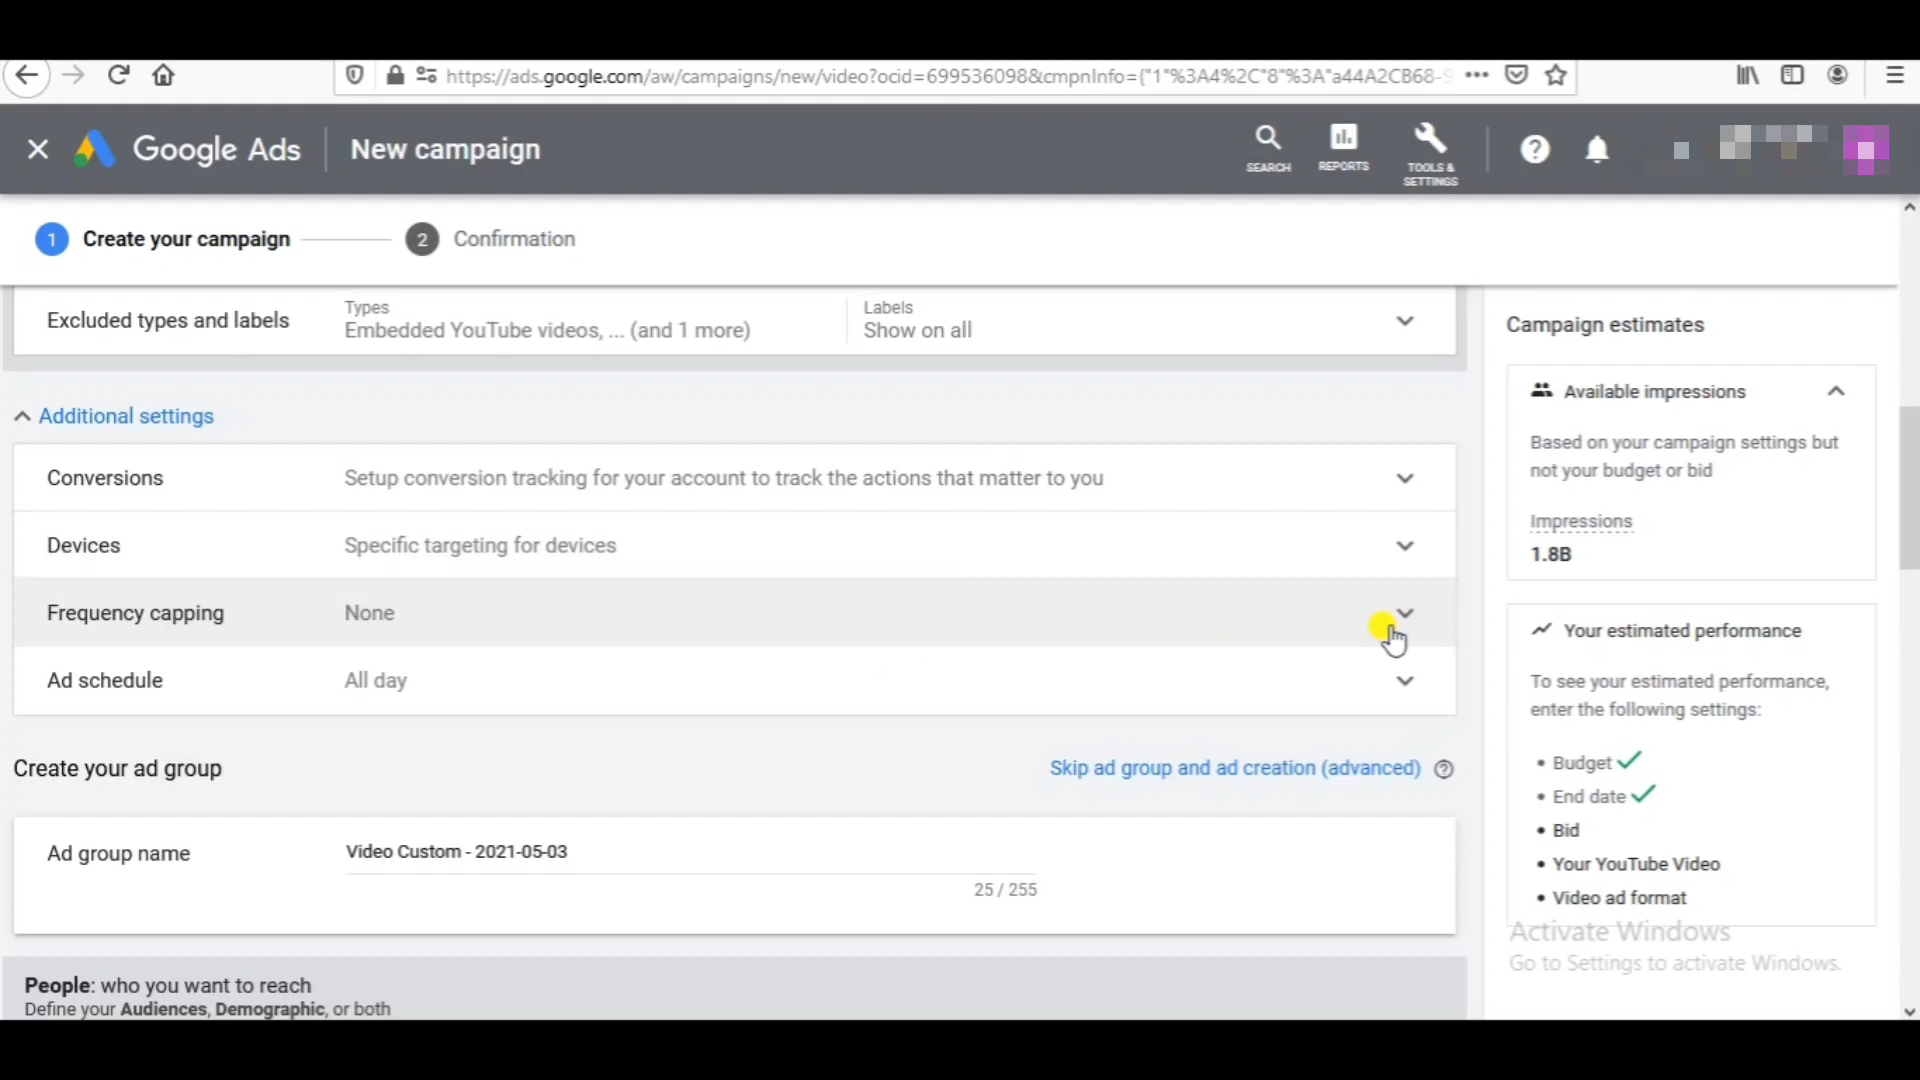 https://ads.google.com/aw/campaigns/new/video?ocid=699536098&cmpnInfo={"1"%3A4%2C"8"%3A"a44A2CB68-9
Google Ads
New campaign
SEARCH
REPORTS
TOOLS &
SETTINGS
1 Create your campaign
2 Confirmation
Excluded types and labels
Types
Embedded YouTube videos, ... (and 1 more)
Labels
Show on all
Additional settings
Conversions
Setup conversion tracking for your account to track the actions that matter to you
Devices
Specific targeting for devices
Frequency capping
None
Ad schedule
All day
Create your ad group
Skip ad group and ad creation (advanced)
Ad group name
Video Custom - 2021-05-03
25 / 255
People: who you want to reach
Define your Audiences, Demographic, or both
Campaign estimates
Available impressions
Based on your campaign settings but
not your budget or bid
Impressions
1.8B
Your estimated performance
To see your estimated performance,
enter the following settings:
• Budget
• End date
• Bid
• Your YouTube Video
• Video ad format
Activate Windows
Go to Settings to activate Windows.